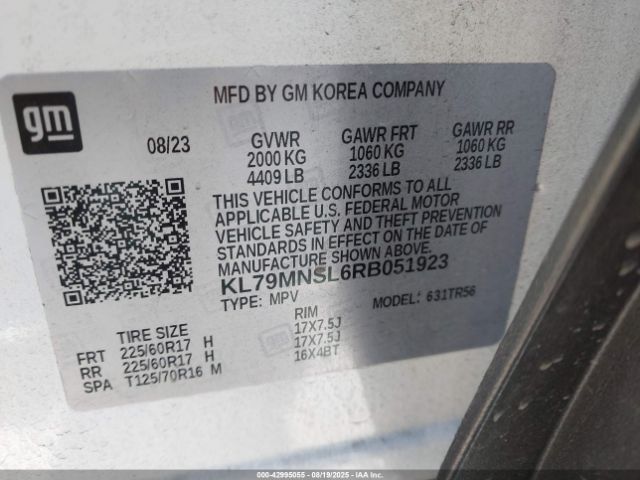 gm
MFD BY GM KOREA COMPANY
08/23 GVWR GAWR FRT GAWR RR
2000 KG 1060 KG 1060 KG
4409 LB 2336 LB 2336 LB
THIS VEHICLE CONFORMS TO ALL
APPLICABLE U.S. FEDERAL MOTOR
VEHICLE SAFETY AND THEFT PREVENTION
STANDARDS IN EFFECT ON THE DATE OF
MANUFACTURE SHOWN ABOVE.
KL79MNSL6RB051923
TYPE: MPV MODEL: 631TR56
TIRE SIZE RIM
FRT 225/60R17 H 17X7.5J
RR 225/60R17 H 17X7.5J
SPA T125/70R16 M 16X4BT
000-42995055 - 08/19/2025 - IAAI.COM